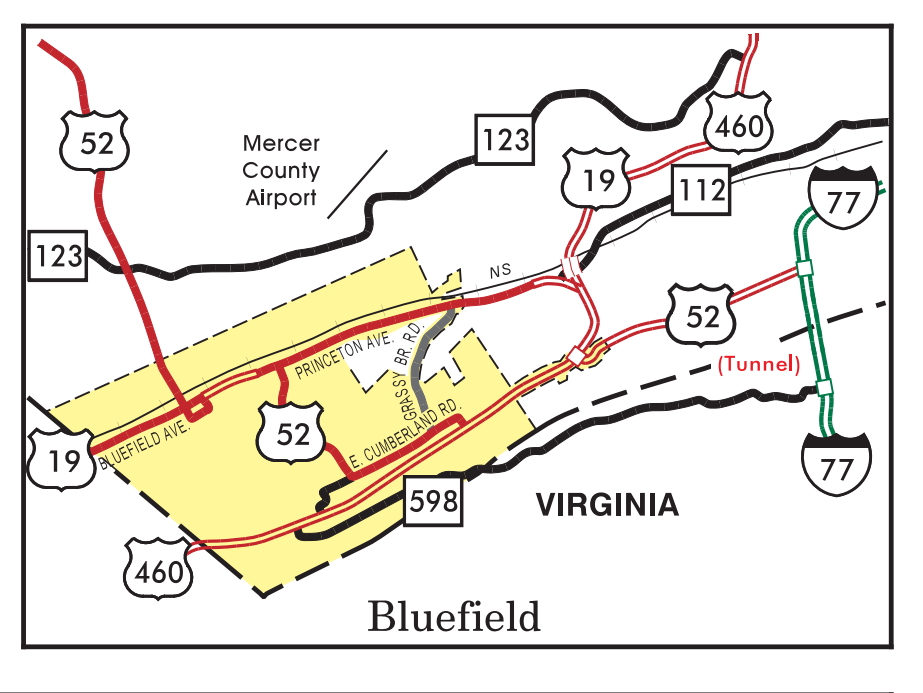 52
460
123
Mercer
County
Airport
19
112
77
123
NS
52
PRINCETON AVE.
GRASSY BR. RD.
(Tunnel)
52
E. CUMBERLAND RD.
BLUEFIELD AVE.
19
77
598
VIRGINIA
460
Bluefield